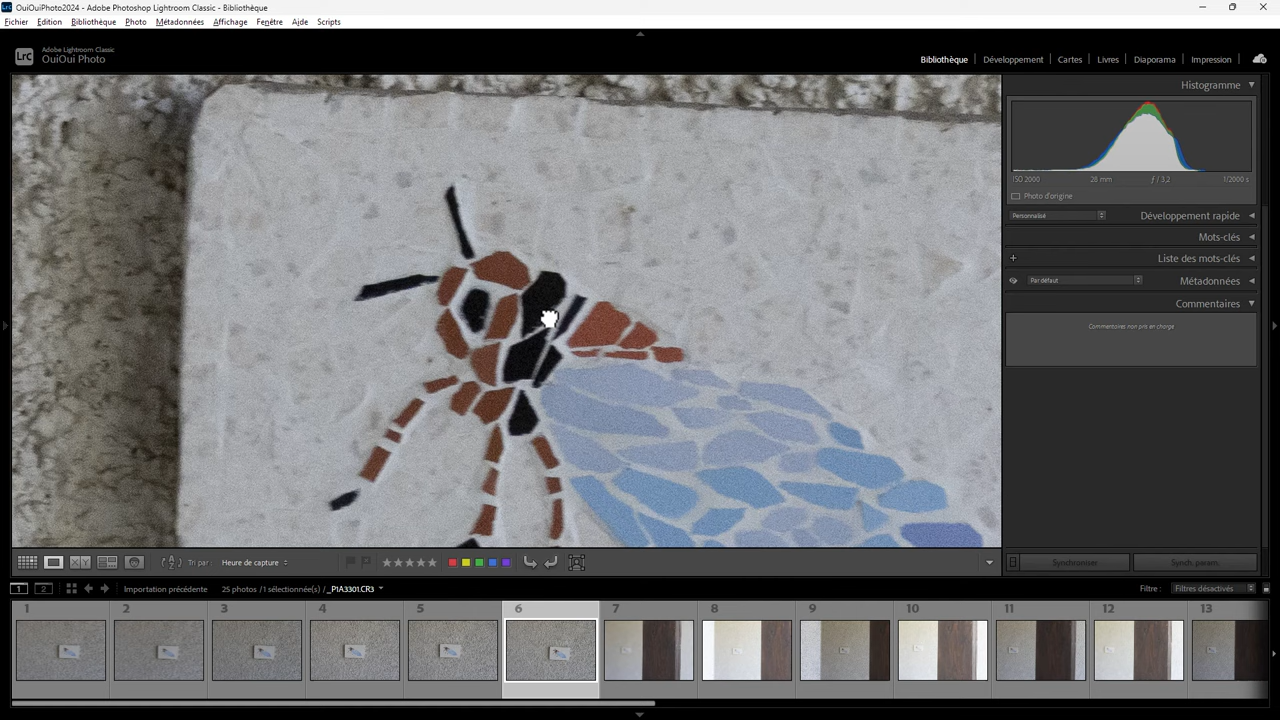 OuiOuiPhoto2024 - Adobe Photoshop Lightroom Classic - Bibliothèque
Fichier Edition Bibliothèque Photo Métadonnées Affichage Fenêtre Aide Scripts
Lrc
Adobe Lightroom Classic
OuiOui Photo
Bibliothèque Développement Cartes Livres Diaporama Impression
Histogramme
ISO 2000 28 mm ƒ / 3,2 1/2000 s
Photo d'origine
Personnalisé Développement rapide
Mots-clés
Liste des mots-clés
Par défaut Métadonnées
Commentaires
Commentaires non pris en charge
Tri par : Heure de capture
Synchroniser Synch. param.
1 2 Importation précédente 25 photos /1 sélectionnée(s) /_P1A3301.CR3
Filtre : Filtres désactivés
1 2 3 4 5 6 7 8 9 10 11 12 13